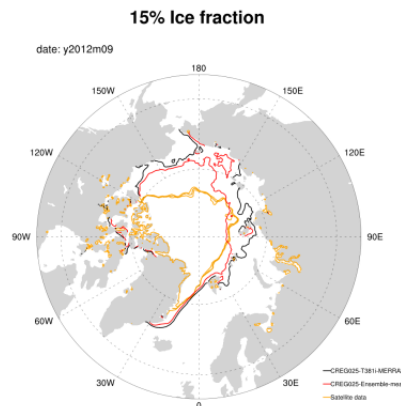 15% Ice fraction
date: y2012m09
180
150W
150E
120W
120E
90W
90E
60W
60E
30W
30E
0
CREG025-T381i-MERRA
CREG025-Ensemble-mea
Satellite data